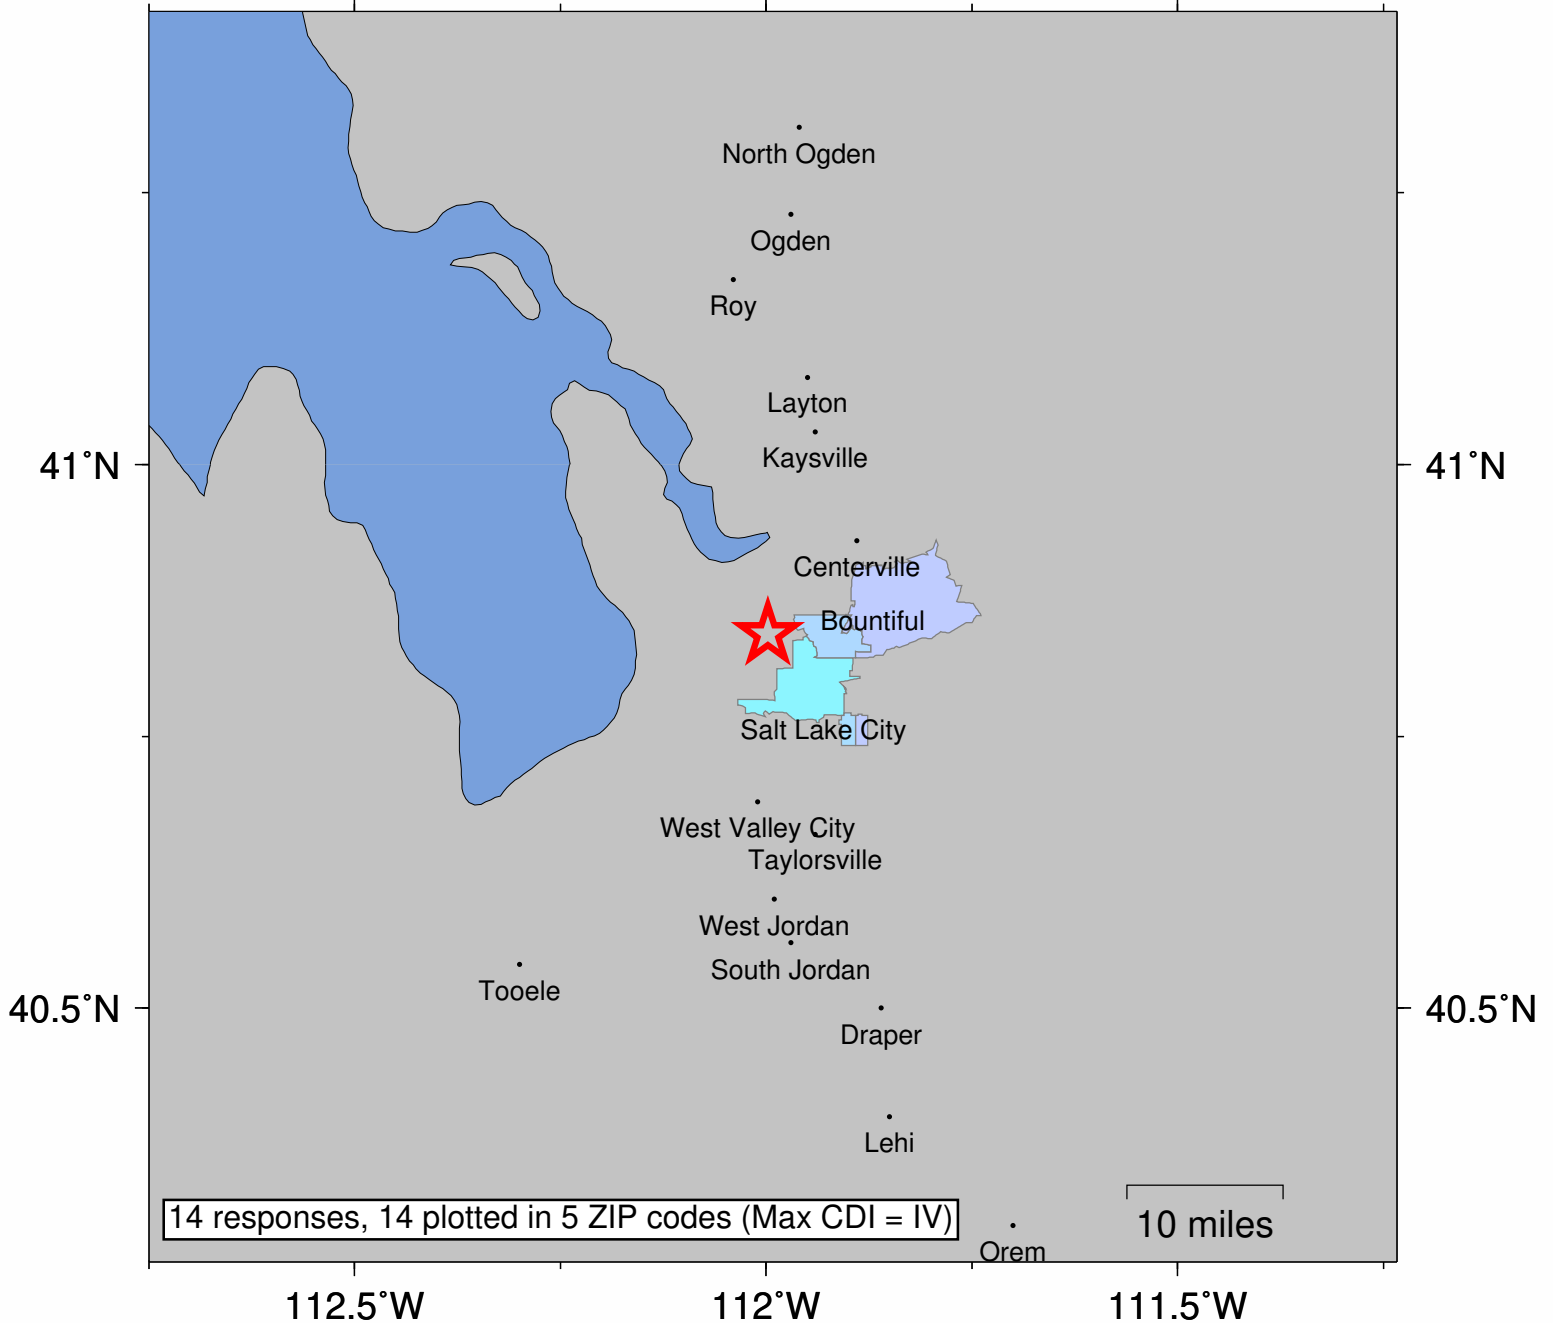 North Ogden
Ogden
Roy
Layton
Kaysville
41°N
41°N
Centerville
Bountiful
Salt Lake City
West Valley City
Taylorsville
West Jordan
South Jordan
Tooele
40.5°N
40.5°N
Draper
Lehi
14 responses, 14 plotted in 5 ZIP codes (Max CDI = IV)
10 miles
Orem
112.5°W
112°W
111.5°W